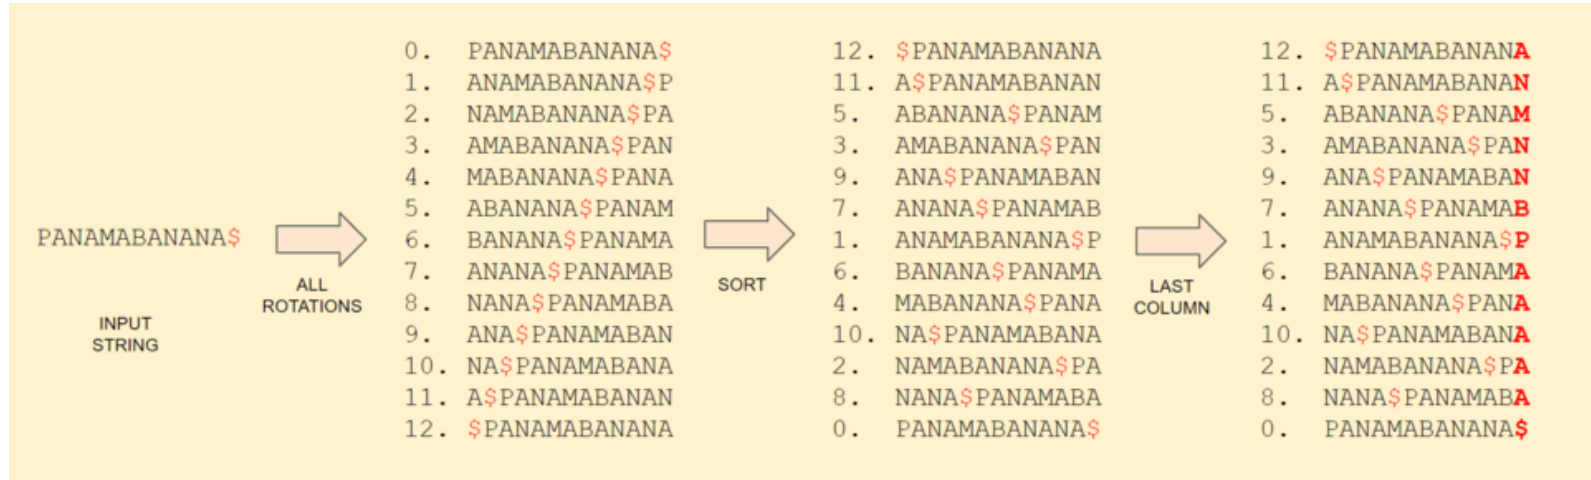 PANAMABANANA$
INPUT
STRING
ALL
ROTATIONS
0. PANAMABANANA$
1. ANAMABANANA$P
2. NAMABANANA$PA
3. AMABANANA$PAN
4. MABANANA$PANA
5. ABANANA$PANAM
6. BANANA$PANAMA
7. ANANA$PANAMAB
8. NANA$PANAMABA
9. ANA$PANAMABAN
10. NA$PANAMABANA
11. A$PANAMABANAN
12. $PANAMABANANA
SORT
12. $PANAMABANANA
11. A$PANAMABANAN
5. ABANANA$PANAM
3. AMABANANA$PAN
9. ANA$PANAMABAN
7. ANANA$PANAMAB
1. ANAMABANANA$P
6. BANANA$PANAMA
4. MABANANA$PANA
10. NA$PANAMABANA
2. NAMABANANA$PA
8. NANA$PANAMABA
0. PANAMABANANA$
LAST
COLUMN
12. $PANAMABANANA
11. A$PANAMABANAN
5. ABANANA$PANAM
3. AMABANANA$PAN
9. ANA$PANAMABAN
7. ANANA$PANAMAB
1. ANAMABANANA$P
6. BANANA$PANAMA
4. MABANANA$PANA
10. NA$PANAMABANA
2. NAMABANANA$PA
8. NANA$PANAMABA
0. PANAMABANANA$